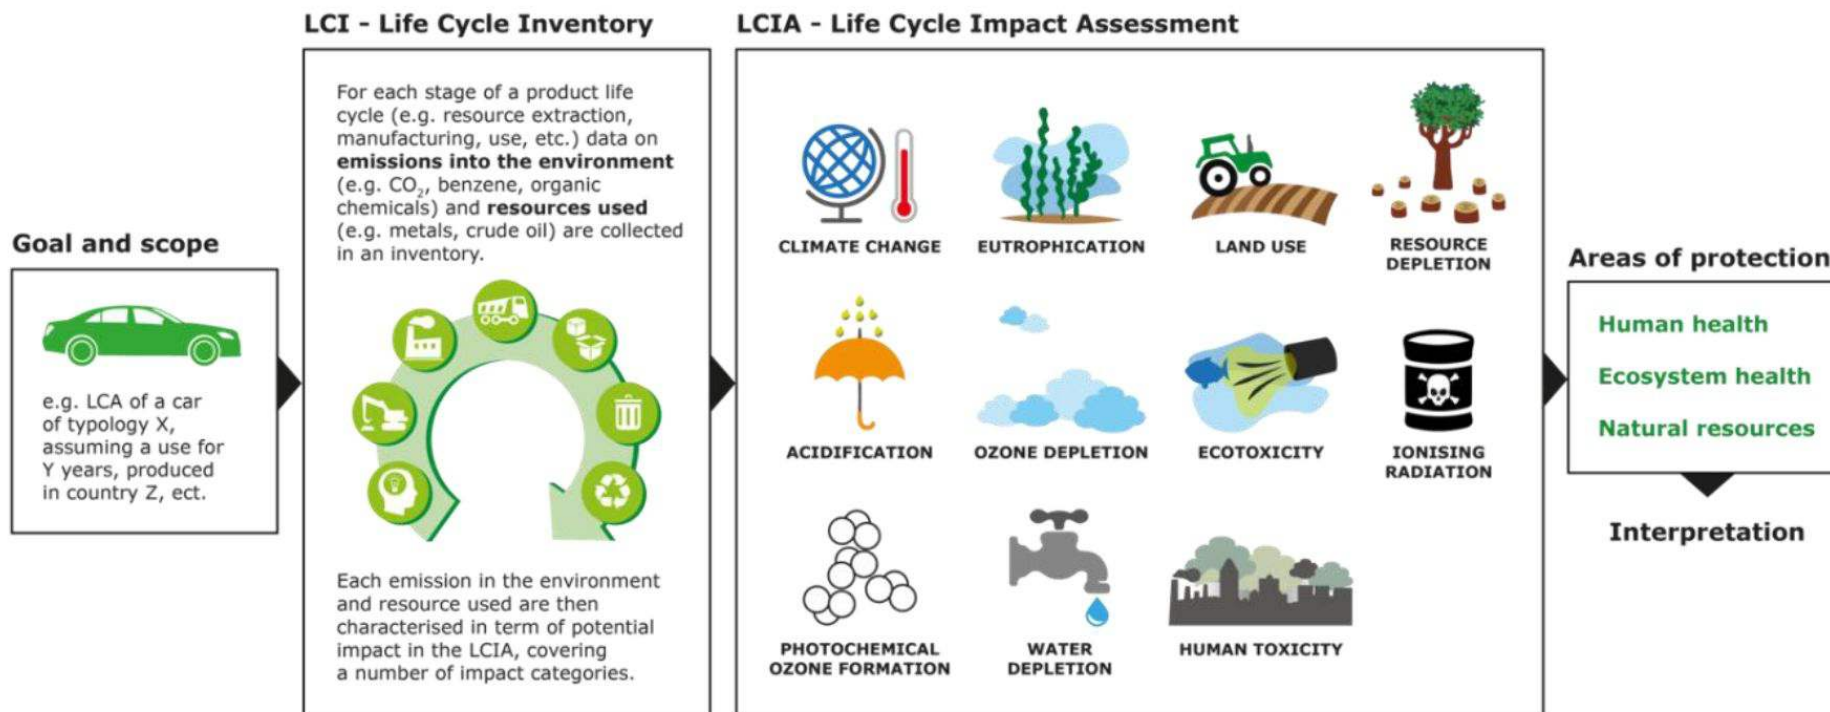 Goal and scope
e.g. LCA of a car
of typology X,
assuming a use for
Y years, produced
in country Z, ect.
LCI - Life Cycle Inventory
For each stage of a product life
cycle (e.g. resource extraction,
manufacturing, use, etc.) data on
emissions into the environment
(e.g. CO₂, benzene, organic
chemicals) and resources used
(e.g. metals, crude oil) are collected
in an inventory.
Each emission in the environment
and resource used are then
characterised in term of potential
impact in the LCIA, covering
a number of impact categories.
LCIA - Life Cycle Impact Assessment
CLIMATE CHANGE
EUTROPHICATION
LAND USE
RESOURCE
DEPLETION
ACIDIFICATION
OZONE DEPLETION
ECOTOXICITY
IONISING
RADIATION
PHOTOCHEMICAL
OZONE FORMATION
WATER
DEPLETION
HUMAN TOXICITY
Areas of protection
Human health
Ecosystem health
Natural resources
Interpretation